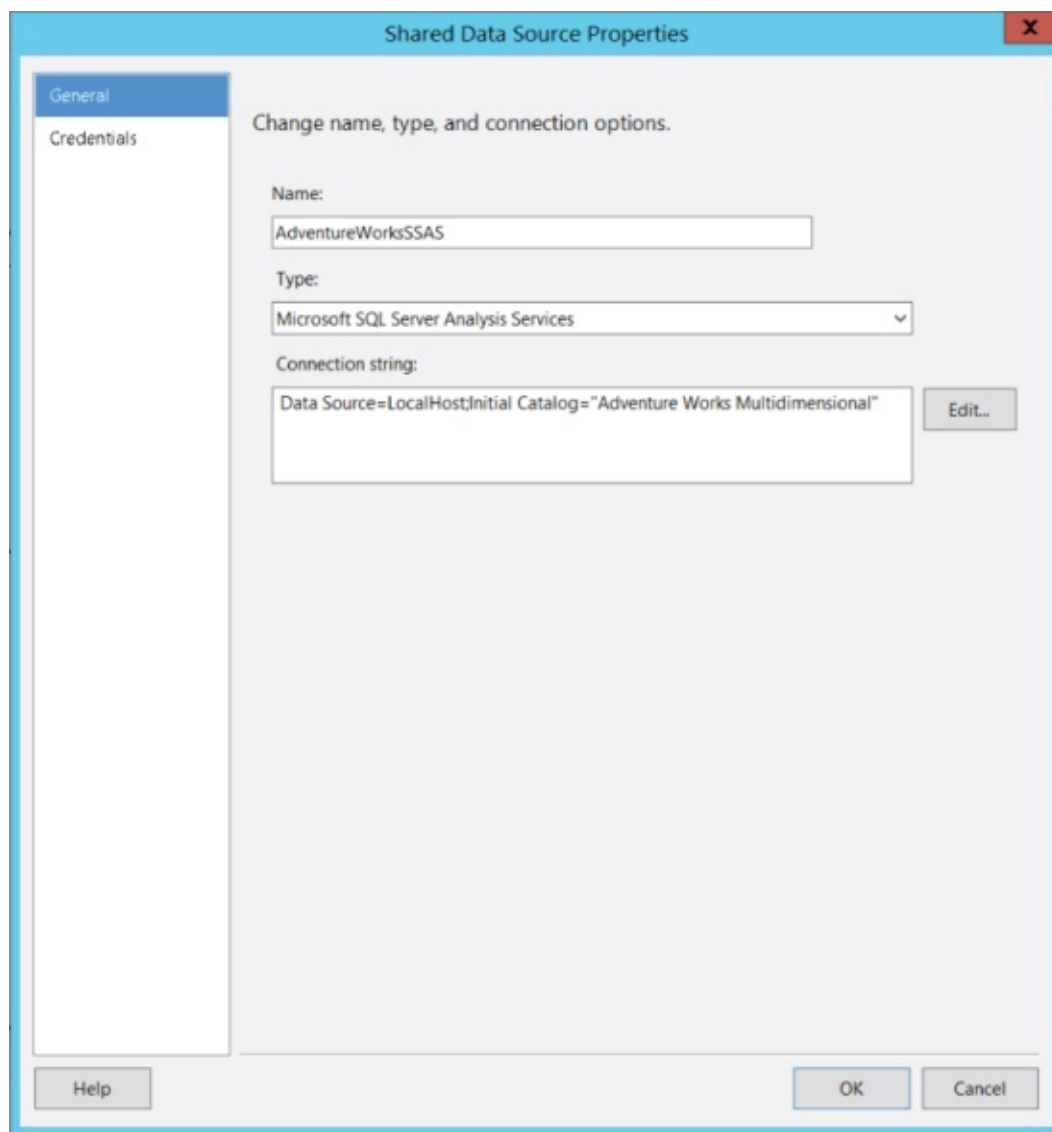 Shared Data Source Properties
X
General
Credentials
Change name, type, and connection options.
Name:
AdventureWorksSSAS
Type:
Microsoft SQL Server Analysis Services
Connection string:
Data Source=LocalHost;Initial Catalog="Adventure Works Multidimensional"
Edit...
Help
OK
Cancel